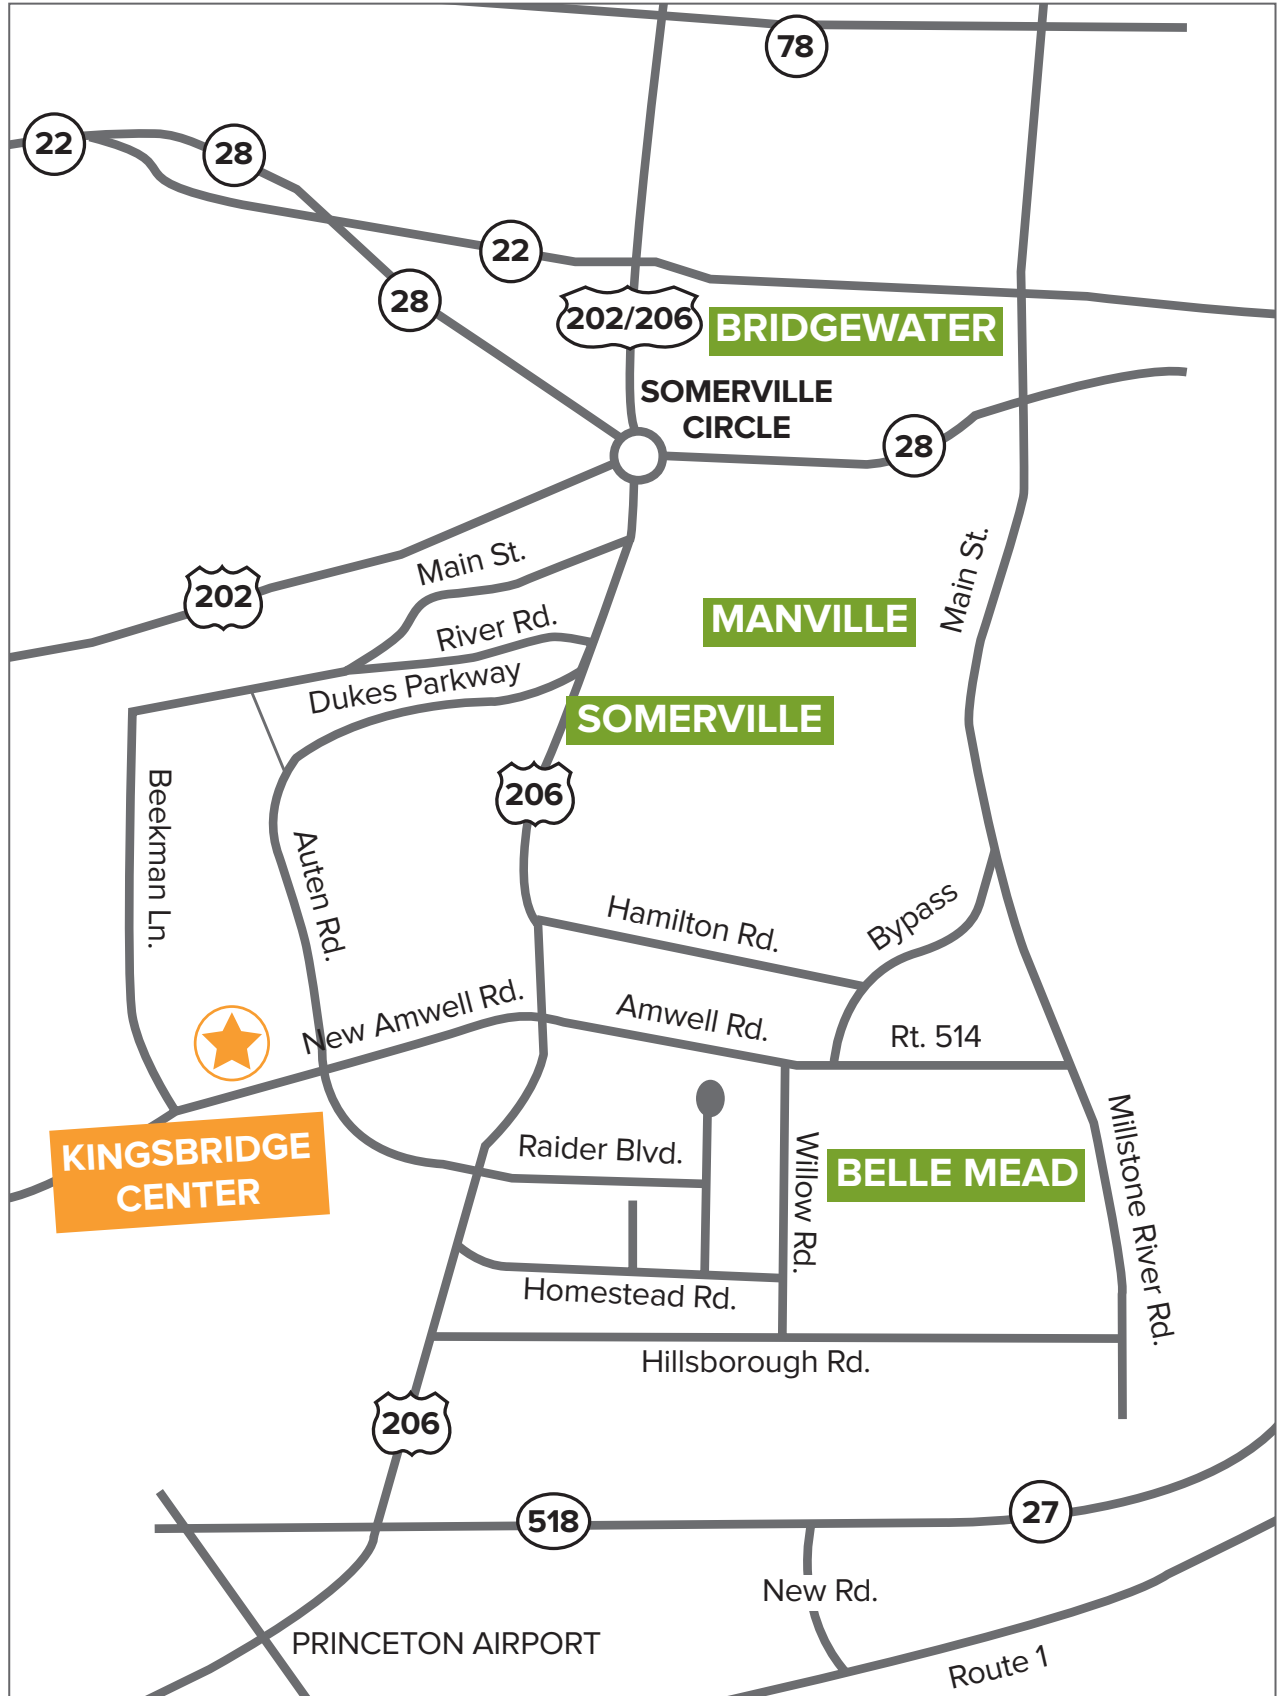 78
22
28
22
28
202/206
BRIDGEWATER
SOMERVILLE
CIRCLE
28
Main St.
Main St.
202
River Rd.
MANVILLE
Dukes Parkway
SOMERVILLE
206
Beekman Ln.
Auten Rd.
Hamilton Rd.
Bypass
New Amwell Rd.
Amwell Rd.
Rt. 514
KINGSBRIDGE
CENTER
Raider Blvd.
Willow Rd.
BELLE MEAD
Millstone River Rd.
Homestead Rd.
Hillsborough Rd.
206
518
27
New Rd.
PRINCETON AIRPORT
Route 1